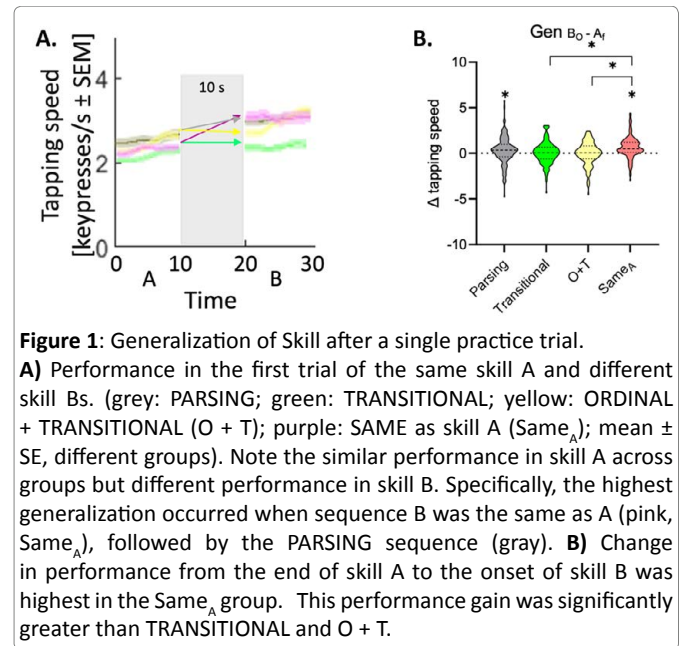 A.
Tapping speed
[keypresses/s ± SEM]
4
2
0
10 s
0 10 20 30
A B
Time
B.
Gen B₀ - A_f
*
*
* *
Δ tapping speed
10
5
0
-5
-10
Parsing
Transitional
O+T
Same_A
Figure 1: Generalization of Skill after a single practice trial.
A) Performance in the first trial of the same skill A and different
skill Bs. (grey: PARSING; green: TRANSITIONAL; yellow: ORDINAL
+ TRANSITIONAL (O + T); purple: SAME as skill A (Same_A); mean ±
SE, different groups). Note the similar performance in skill A across
groups but different performance in skill B. Specifically, the highest
generalization occurred when sequence B was the same as A (pink,
Same_A), followed by the PARSING sequence (gray). B) Change
in performance from the end of skill A to the onset of skill B was
highest in the Same_A group. This performance gain was significantly
greater than TRANSITIONAL and O + T.